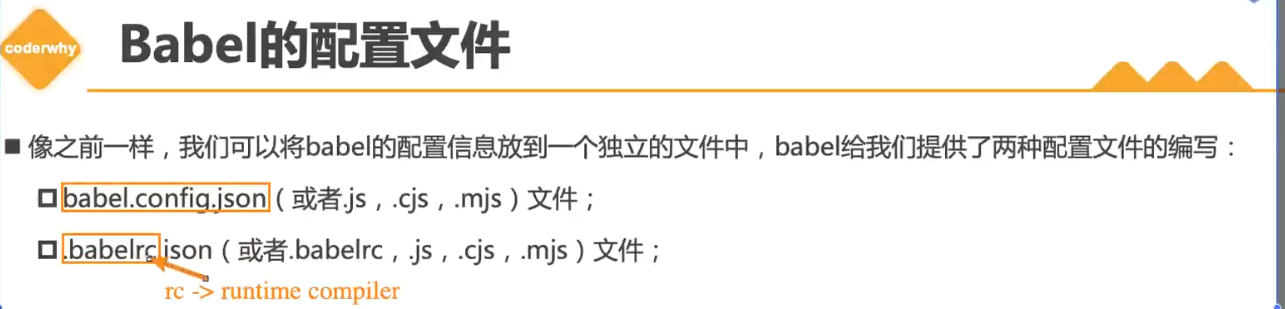 coderwhy
Babel的配置文件
像之前一样，我们可以将babel的配置信息放到一个独立的文件中，babel给我们提供了两种配置文件的编写：
babel.config.json（或者.js，.cjs，.mjs）文件；
.babelrc.json（或者.babelrc，.js，.cjs，.mjs）文件；
rc -> runtime compiler